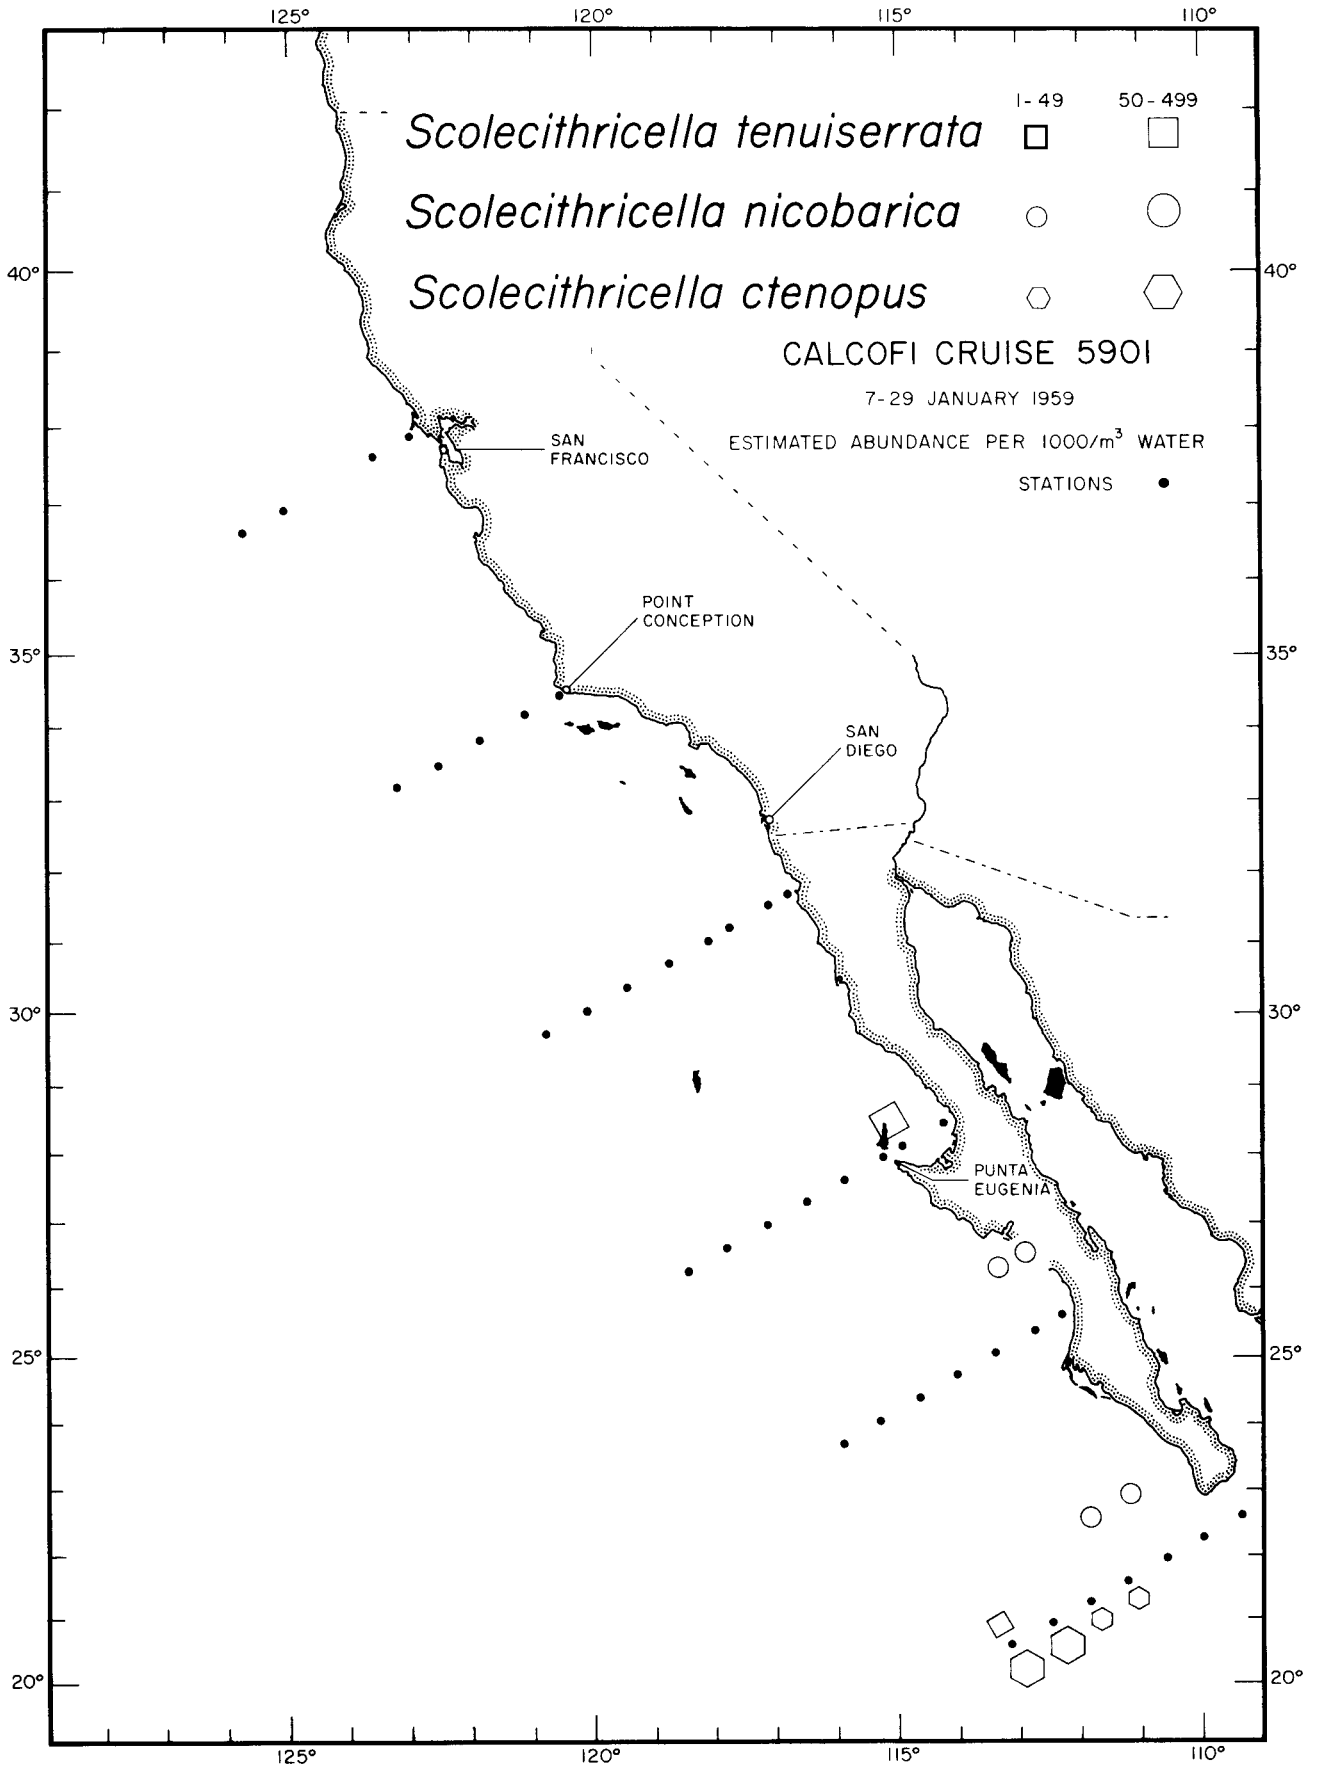 125° 120° 115° 110°
1-49 50-499
Scolecithricella tenuiserrata
Scolecithricella nicobarica
40° 40°
Scolecithricella ctenopus
CALCOFI CRUISE 5901
7-29 JANUARY 1959
ESTIMATED ABUNDANCE PER 1000/m³ WATER
STATIONS
SAN
FRANCISCO
POINT
CONCEPTION
35° 35°
SAN
DIEGO
30° 30°
PUNTA
EUGENIA
25° 25°
20° 20°
125° 120° 115° 110°